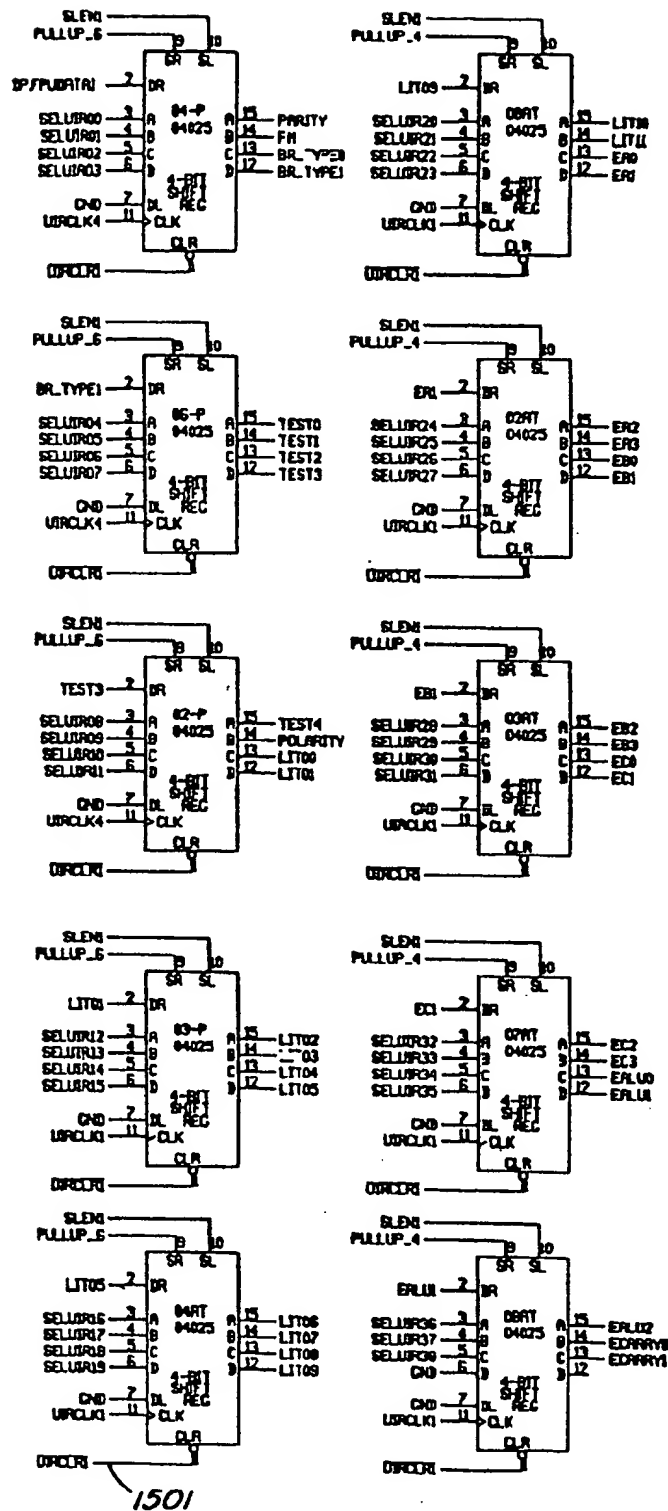 SLEN1
PULLUP_6
9 10
SR SL
2 DR
SELUIR00 3 A 04-P A 15 PARITY
SELUIR01 4 B 04025 B 14 FM
SELUIR02 5 C C 13 BR_TYPE0
SELUIR03 6 D D 12 BR_TYPE1
4-BIT
SHIFT
REG
GND 7 DL
UIRCLK4 11 CLK
CLR
UIRCLR1
SLEN1
PULLUP_6
9 10
SR SL
BR_TYPE1 2 DR
SELUIR04 3 A 06-P A 15 TEST0
SELUIR05 4 B 04025 B 14 TEST1
SELUIR06 5 C C 13 TEST2
SELUIR07 6 D D 12 TEST3
4-BIT
SHIFT
REG
GND 7 DL
UIRCLK4 11 CLK
CLR
UIRCLR1
SLEN1
PULLUP_6
9 10
SR SL
TEST3 2 DR
SELUIR08 3 A 02-P A 15 TEST4
SELUIR09 4 B 04025 B 14 POLARITY
SELUIR10 5 C C 13 LIT00
SELUIR11 6 D D 12 LIT01
4-BIT
SHIFT
REG
GND 7 DL
UIRCLK4 11 CLK
CLR
UIRCLR1
SLEN1
PULLUP_6
9 10
SR SL
LIT01 2 DR
SELUIR12 3 A 03-P A 15 LIT02
SELUIR13 4 B 04025 B 14
SELUIR14 5 C C 13 LIT04
SELUIR15 6 D D 12 LIT05
4-BIT
SHIFT
REG
GND 7 DL
UIRCLK1 11 CLK
CLR
UIRCLR1
SLEN1
PULLUP_6
9 10
SR SL
LIT05 2 DR
SELUIR16 3 A 04AT A 15 LIT06
SELUIR17 4 B 04025 B 14 LIT07
SELUIR18 5 C C 13 LIT08
SELUIR19 6 D D 12 LIT09
4-BIT
SHIFT
REG
GND 7 DL
UIRCLK1 11 CLK
CLR
UIRCLR1
1501
SLEN1
PULLUP_4
9 10
SR SL
LIT09 2 DR
SELUIR20 3 A A 15 LIT10
SELUIR21 4 B 04025 B 14 LIT11
SELUIR22 5 C C 13 EA0
SELUIR23 6 D D 12 EA1
4-BIT
SHIFT
REG
GND 7 DL
UIRCLK1 11 CLK
CLR
UIRCLR1
SLEN1
PULLUP_4
9 10
SR SL
EA1 2 DR
SELUIR24 3 A 02AT A 15 EA2
SELUIR25 4 B 04025 B 14 EA3
SELUIR26 5 C C 13 EB0
SELUIR27 6 D D 12 EB1
4-BIT
SHIFT
REG
GND 7 DL
UIRCLK1 11 CLK
CLR
UIRCLR1
SLEN1
PULLUP_4
9 10
SR SL
EB1 2 DR
SELUIR28 3 A 03AT A 15 EB2
SELUIR29 4 B 04025 B 14 EB3
SELUIR30 5 C C 13 EC0
SELUIR31 6 D D 12 EC1
4-BIT
SHIFT
REG
GND 7 DL
UIRCLK1 11 CLK
CLR
UIRCLR1
SLEN1
PULLUP_4
9 10
SR SL
EC1 2 DR
SELUIR32 3 A 07AT A 15 EC2
SELUIR33 4 B 04025 B 14 EC3
SELUIR34 5 C C 13 EALU0
SELUIR35 6 D D 12 EALU1
4-BIT
SHIFT
REG
GND 7 DL
UIRCLK1 11 CLK
CLR
UIRCLR1
SLEN1
PULLUP_4
9 10
SR SL
EALU1 2 DR
SELUIR36 3 A A 15 EALU2
SELUIR37 4 B 04025 B 14 ECARRY0
SELUIR38 5 C C 13 ECARRY1
GND 6 D D 12
4-BIT
SHIFT
REG
GND 7 DL
UIRCLK1 11 CLK
CLR
UIRCLR1